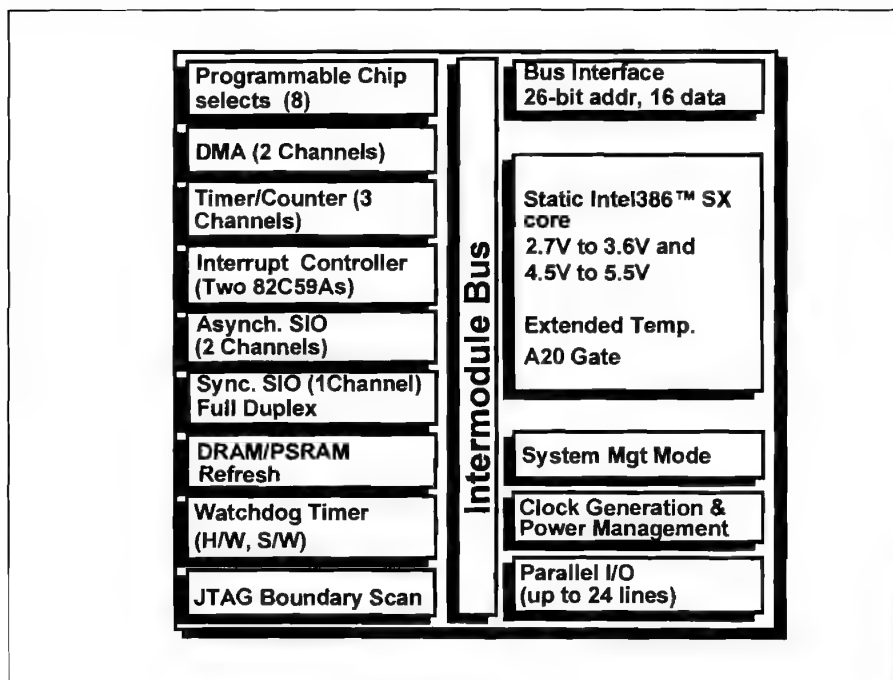 Programmable Chip
selects (8)
DMA (2 Channels)
Timer/Counter (3
Channels)
Interrupt Controller
(Two 82C59As)
Asynch. SIO
(2 Channels)
Sync. SIO (1Channel)
Full Duplex
DRAM/PSRAM
Refresh
Watchdog Timer
(H/W, S/W)
JTAG Boundary Scan
Intermodule Bus
Bus Interface
26-bit addr, 16 data
Static Intel386™ SX
core
2.7V to 3.6V and
4.5V to 5.5V
Extended Temp.
A20 Gate
System Mgt Mode
Clock Generation &
Power Management
Parallel I/O
(up to 24 lines)